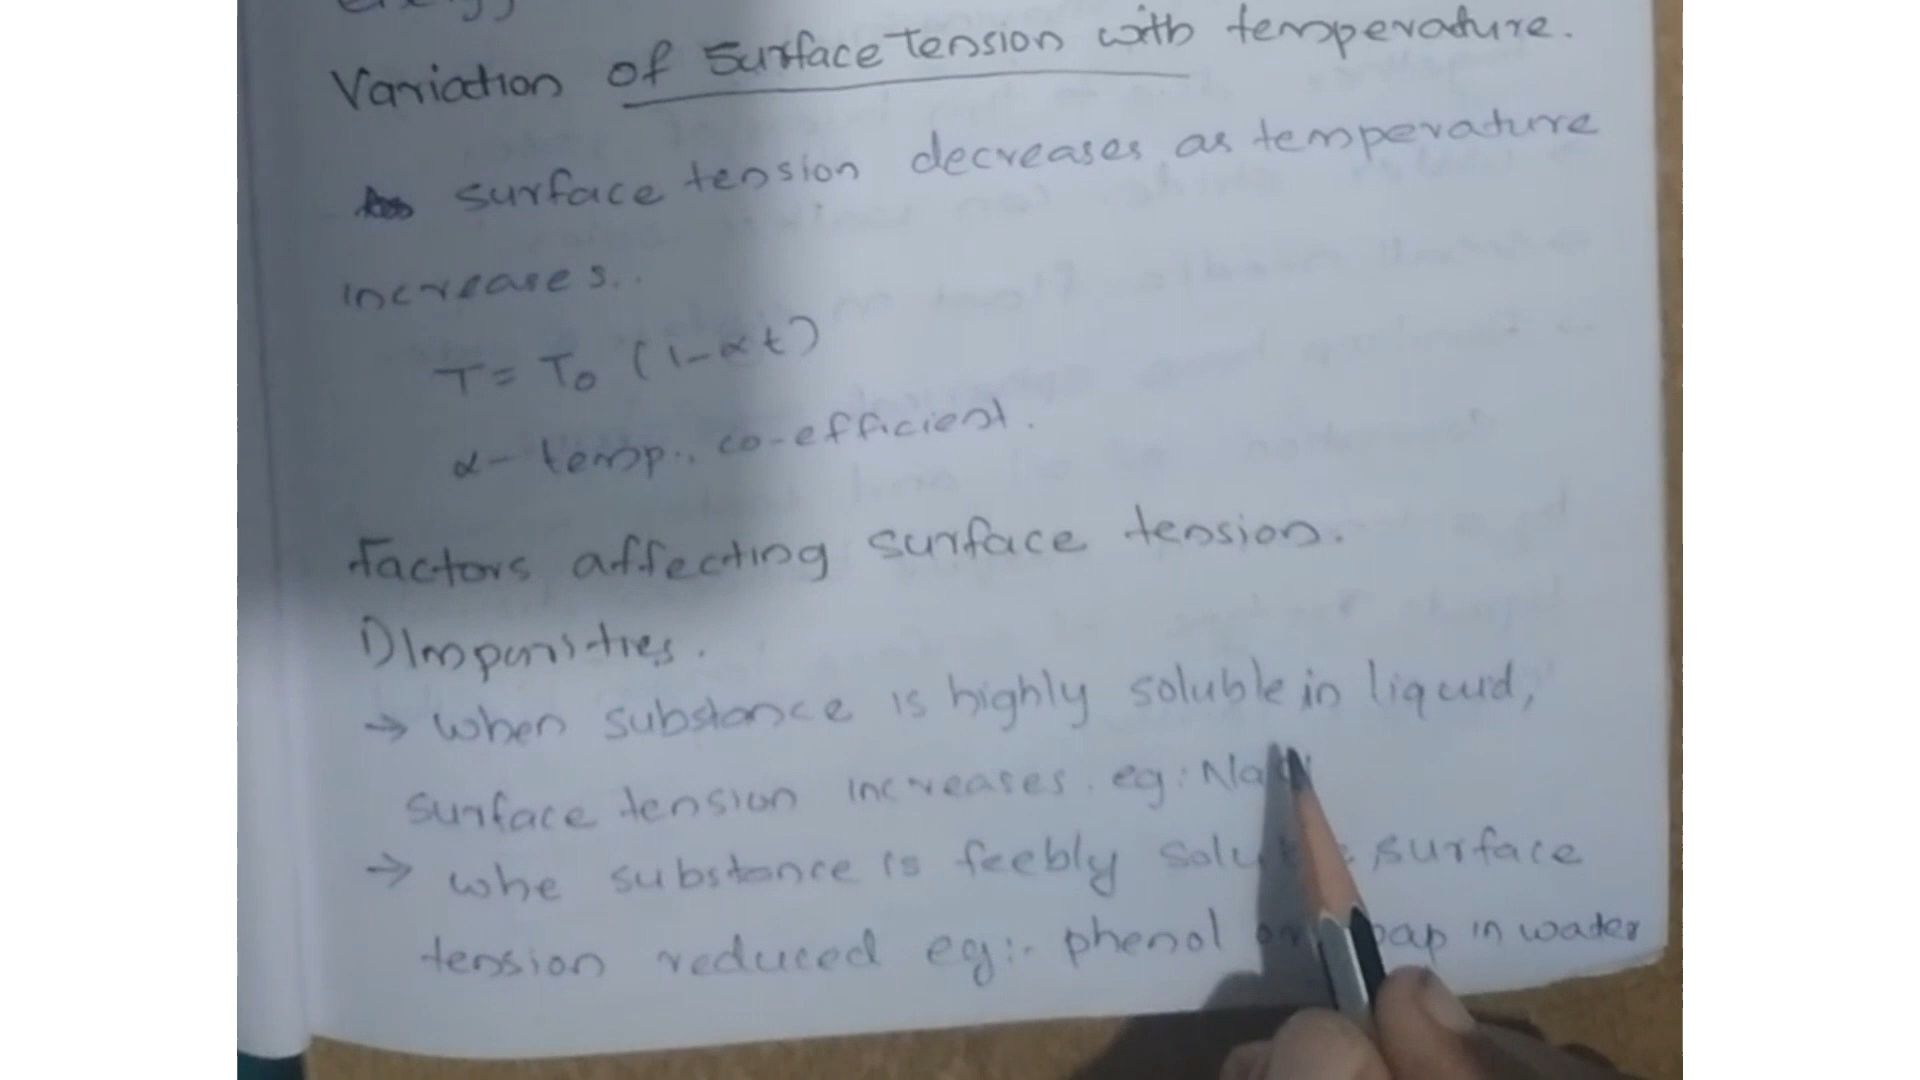 Variation of Surface Tension with temperature.
surface tension decreases as temperature
increases..
T = T₀ (1-αt)
α- temp.. co-efficient.
Factors affecting surface tension.
1) Impurities.
→ when substance is highly soluble in liquid,
surface tension increases. eg: Na
→ whe substance is feebly surface
tension reduced eg:- phenol in water